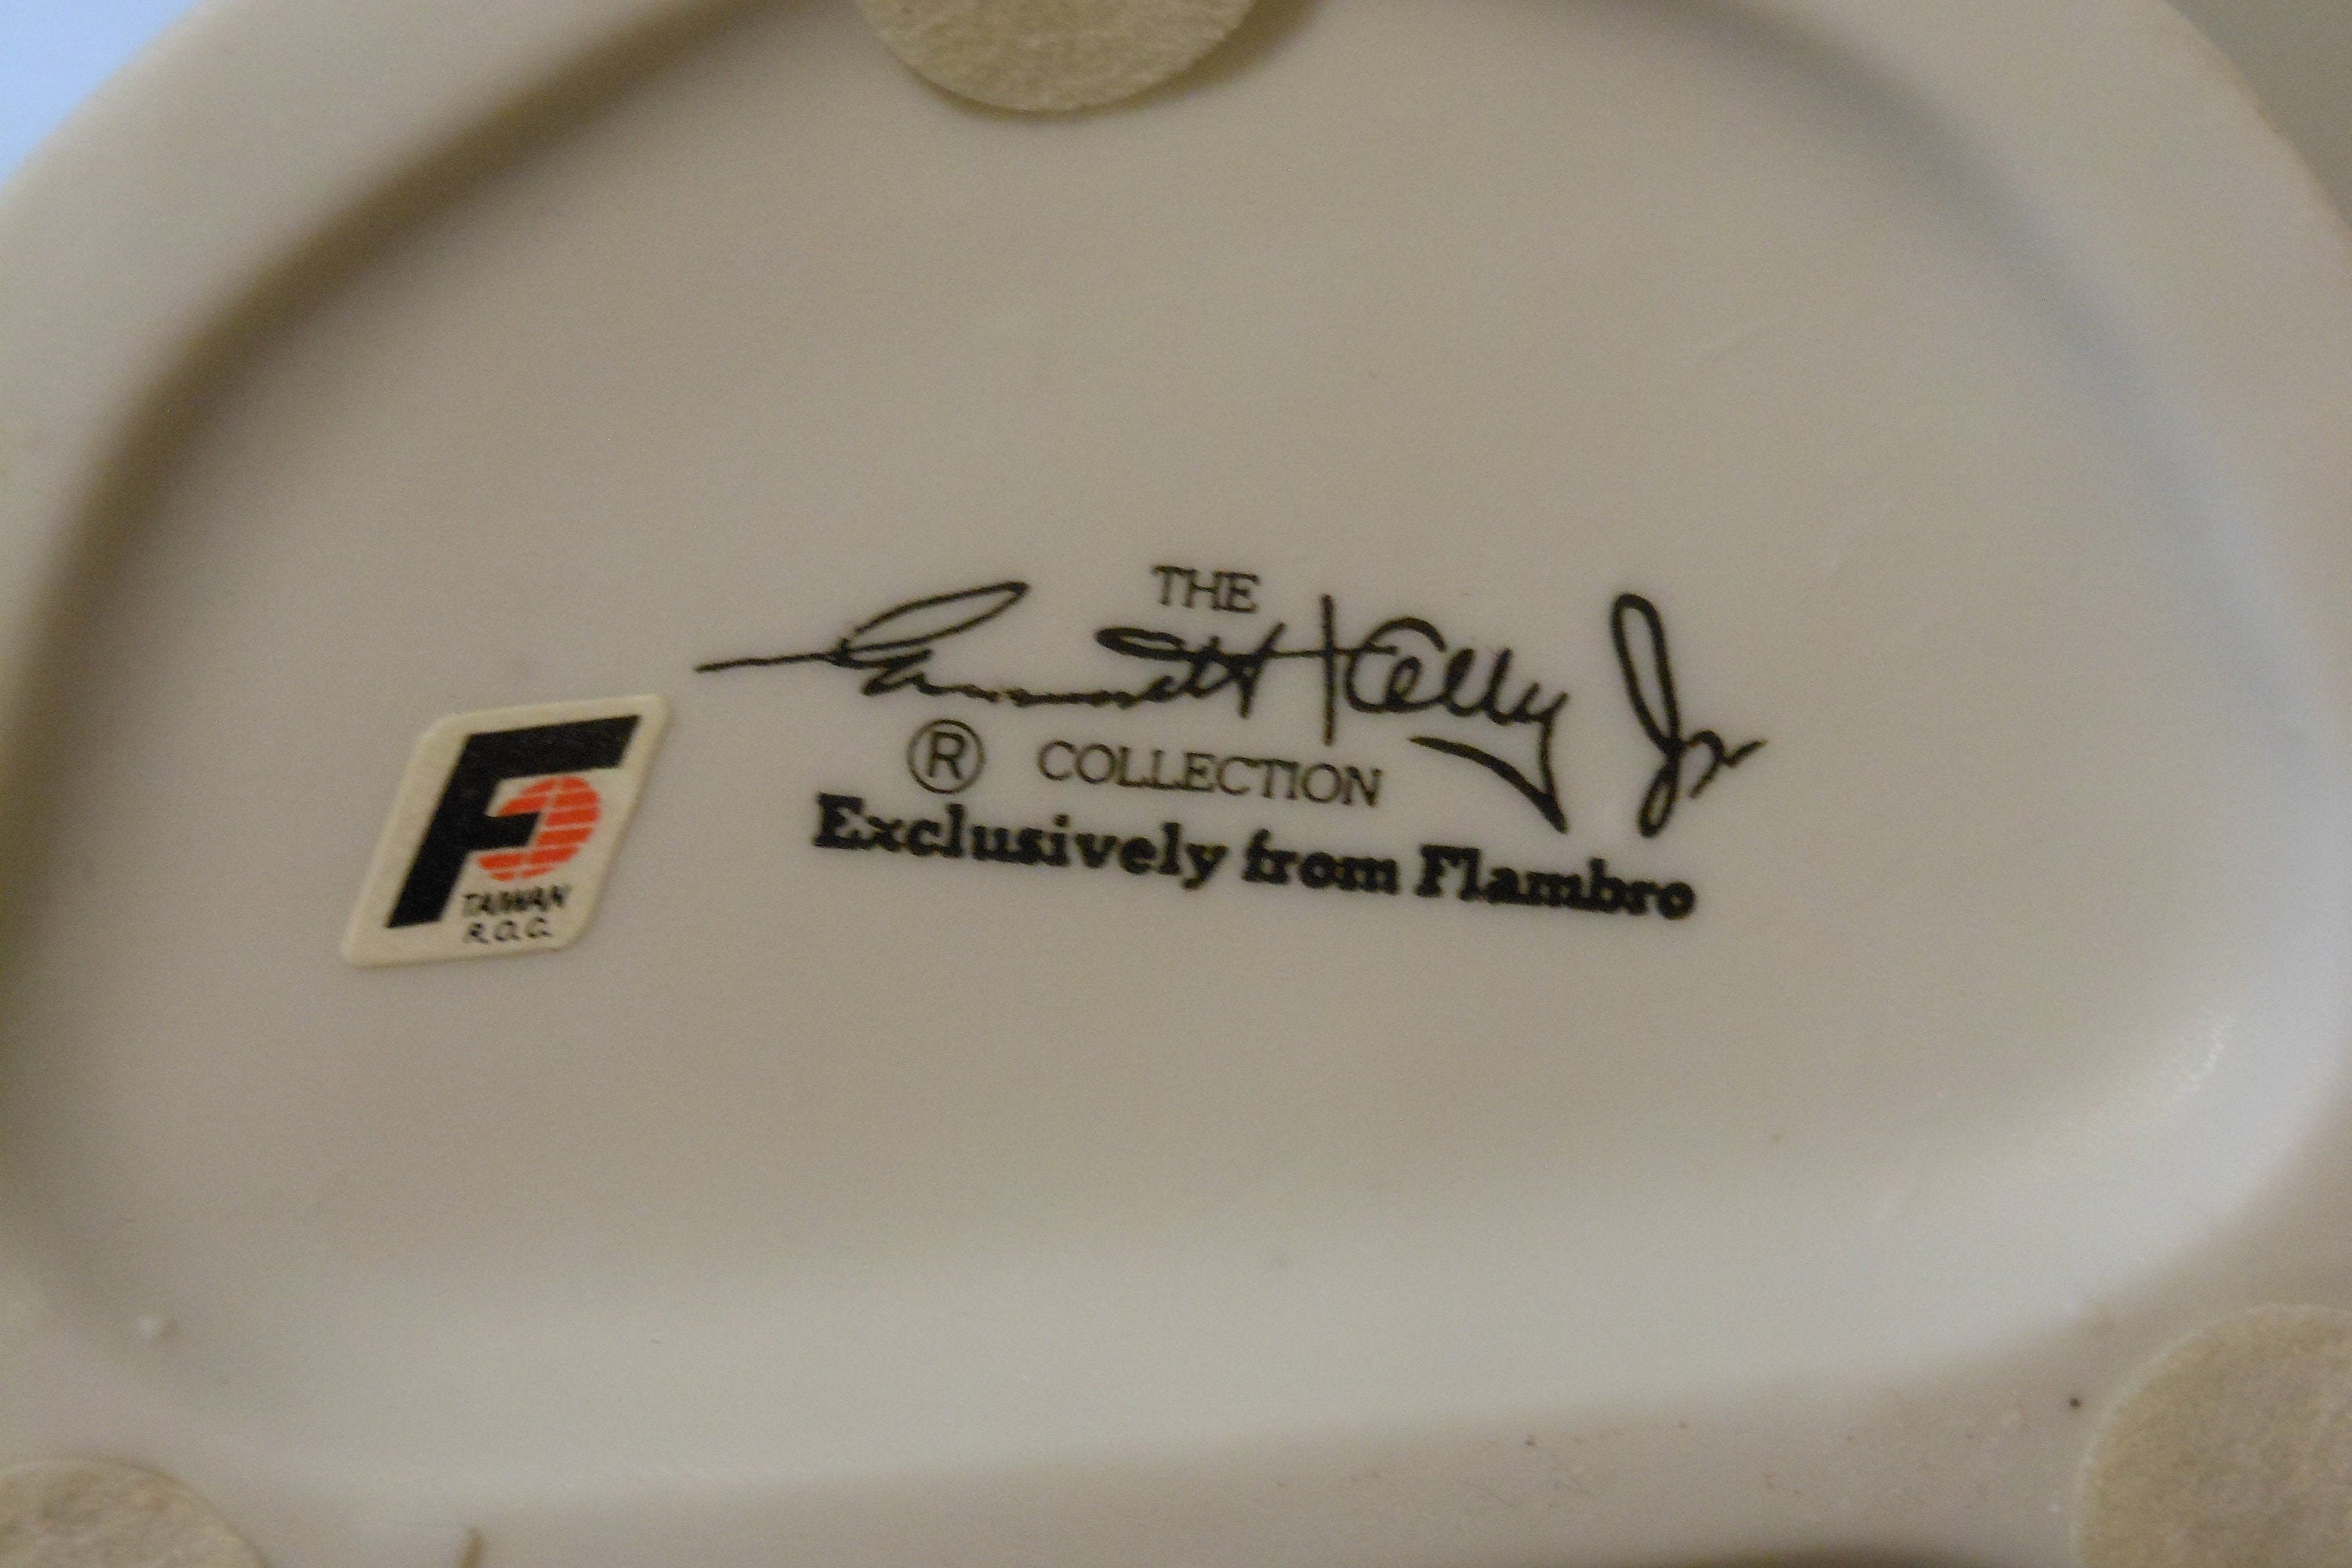 THE
Emmett Kelly Jr
® COLLECTION
Exclusively from Flambro
F
TAIWAN
R.O.C.